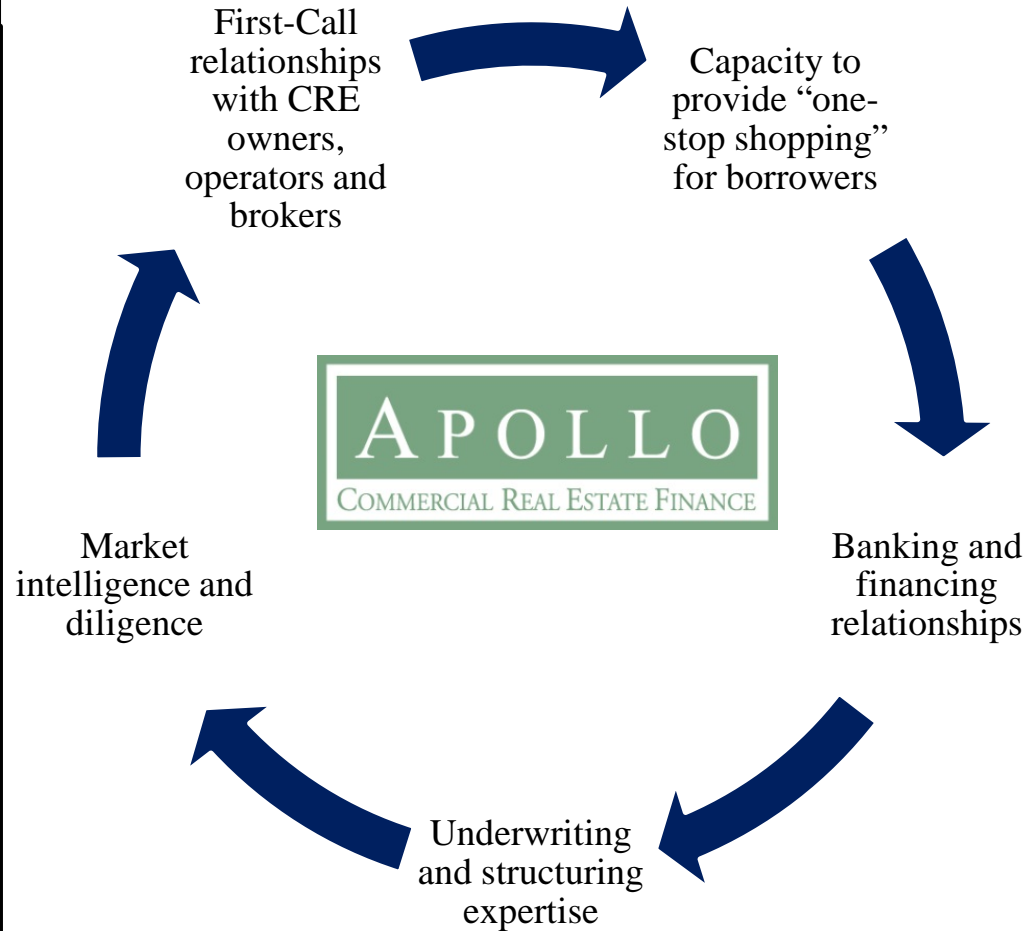 First-Call
relationships
with CRE
owners,
operators and
brokers
Capacity to
provide “one-
stop shopping”
for borrowers
APOLLO
COMMERCIAL REAL ESTATE FINANCE
Market
intelligence and
diligence
Banking and
financing
relationships
Underwriting
and structuring
expertise